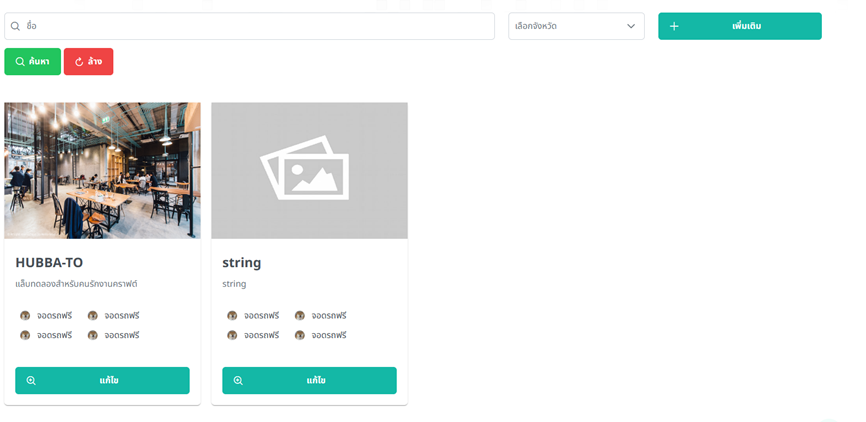 ชื่อ
เลือกจังหวัด
เพิ่มเติม
ค้นหา
ล้าง
HUBBA-TO
แล็บทดลองสำหรับคนรักงานคราฟต์
จอดรถฟรี จอดรถฟรี
จอดรถฟรี จอดรถฟรี
แก้ไข
string
string
จอดรถฟรี จอดรถฟรี
จอดรถฟรี จอดรถฟรี
แก้ไข